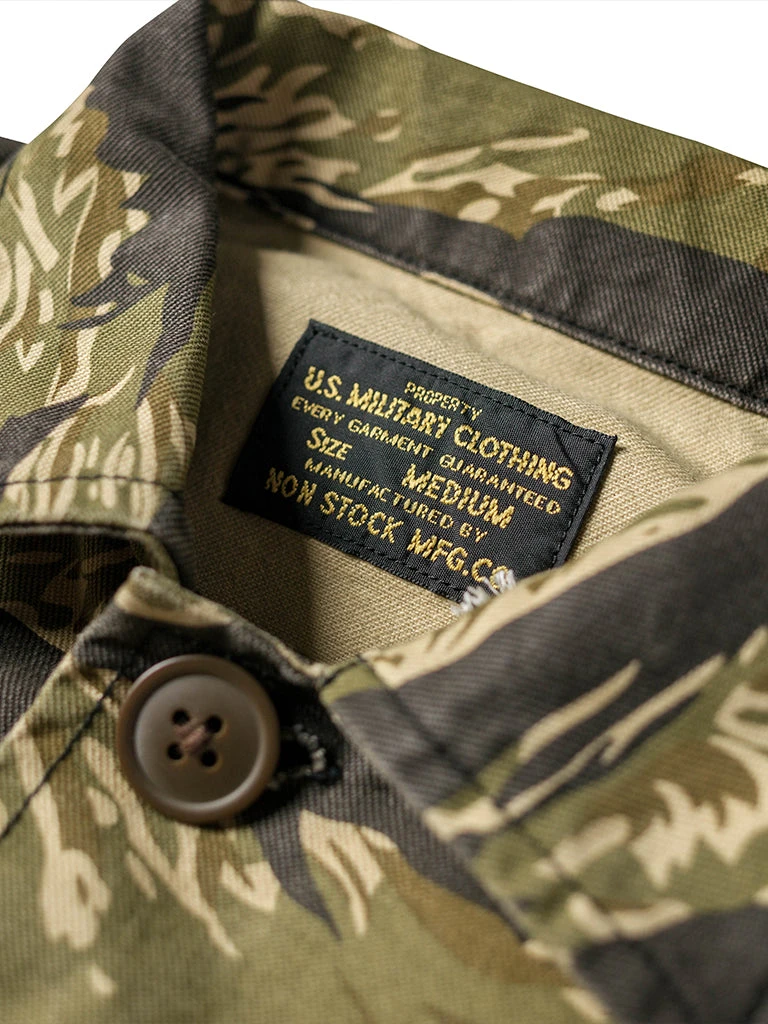 PROPERTY
U.S. MILITARY CLOTHING
EVERY GARMENT GUARANTEED
SIZE MEDIUM
MANUFACTURED BY
NON STOCK MFG.CO